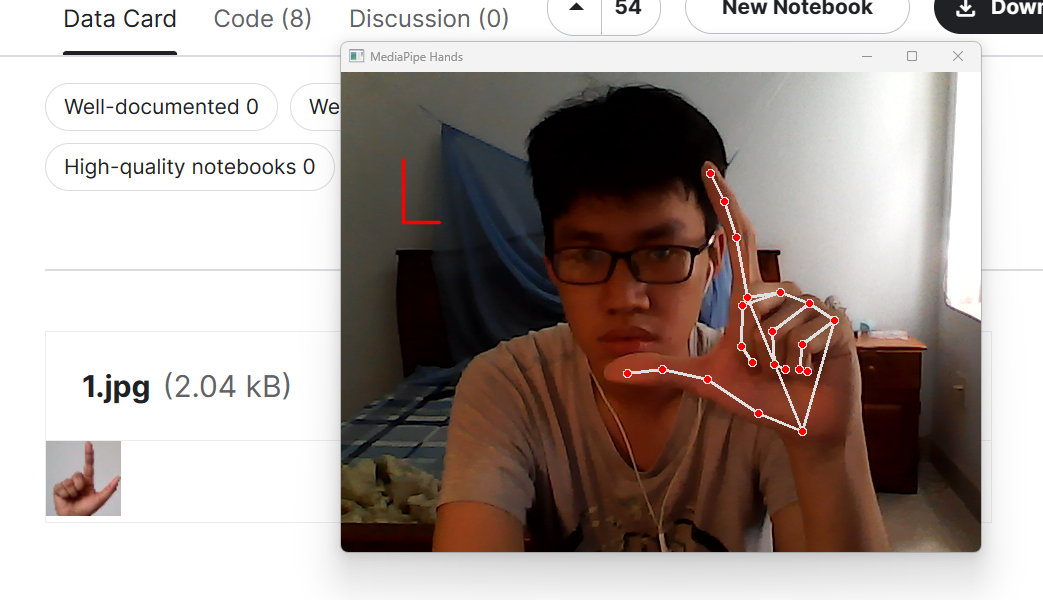 Data Card Code (8) Discussion (0) 54 New Notebook Down
MediaPipe Hands
Well-documented 0 We
High-quality notebooks 0
L
1.jpg (2.04 kB)